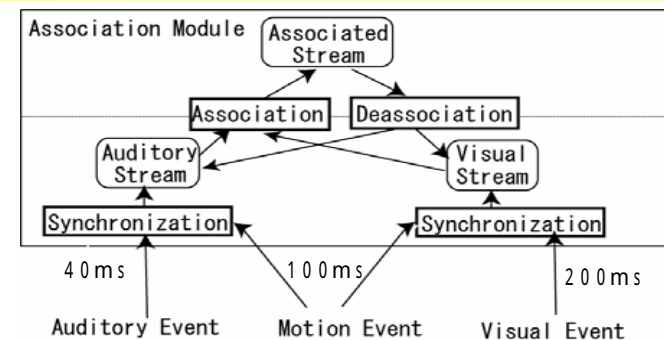 Association Module
Associated
Stream
Association
Deassociation
Auditory
Stream
Visual
Stream
Synchronization
Synchronization
40ms
100ms
200ms
Auditory Event
Motion Event
Visual Event